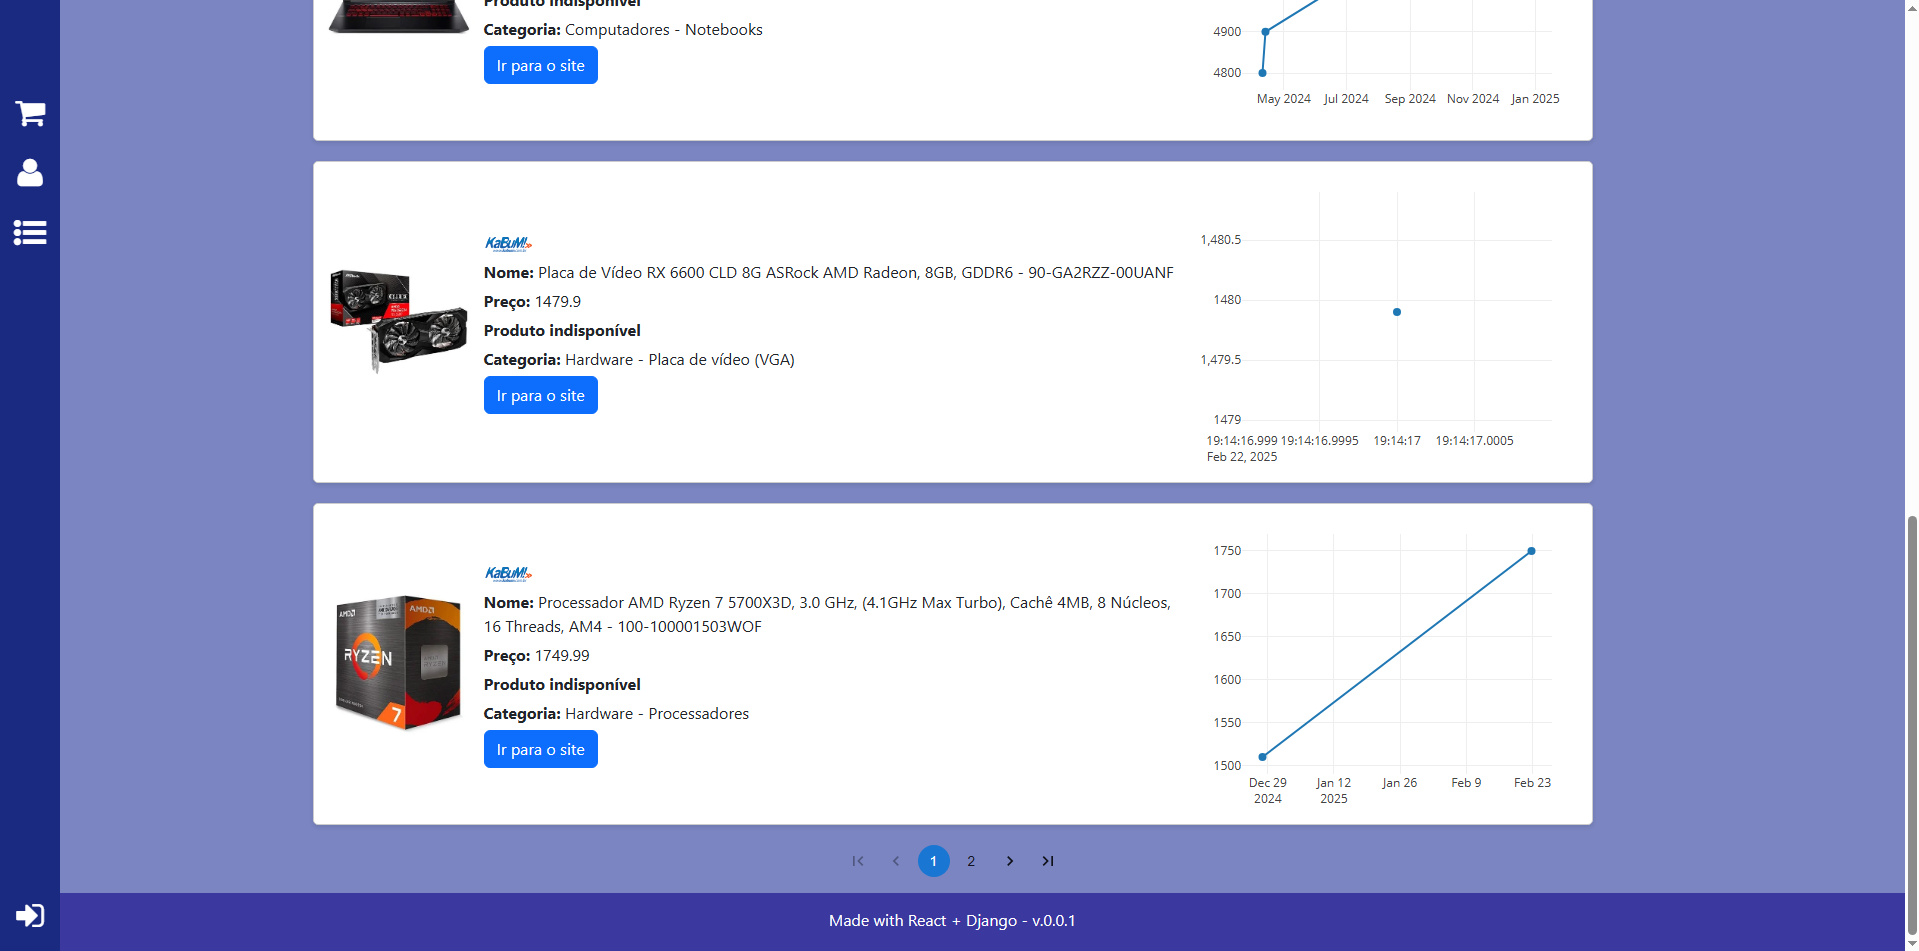 Produto indisponível
Categoria: Computadores - Notebooks
Ir para o site
4900
4800
May 2024 Jul 2024 Sep 2024 Nov 2024 Jan 2025
KaBuM!
Nome: Placa de Vídeo RX 6600 CLD 8G ASRock AMD Radeon, 8GB, GDDR6 - 90-GA2RZZ-00UANF
Preço: 1479.9
Produto indisponível
Categoria: Hardware - Placa de vídeo (VGA)
Ir para o site
1,480.5
1480
1,479.5
1479
19:14:16.999 19:14:16.9995 19:14:17 19:14:17.0005
Feb 22, 2025
AMD
AMD
RYZEN
7
KaBuM!
Nome: Processador AMD Ryzen 7 5700X3D, 3.0 GHz, (4.1GHz Max Turbo), Cachê 4MB, 8 Núcleos,
16 Threads, AM4 - 100-100001503WOF
Preço: 1749.99
Produto indisponível
Categoria: Hardware - Processadores
Ir para o site
1750
1700
1650
1600
1550
1500
Dec 29 Jan 12 Jan 26 Feb 9 Feb 23
2024 2025
1 2
Made with React + Django - v.0.0.1